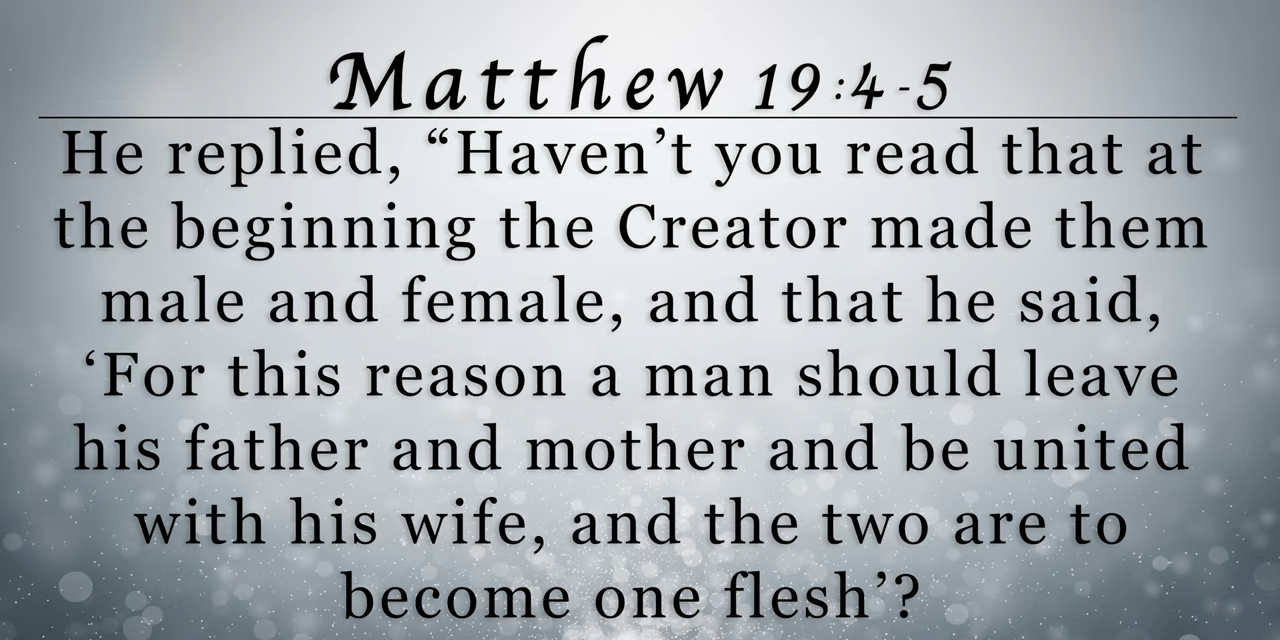 Matthew 19:4-5
He replied, “Haven’t you read that at
the beginning the Creator made them
male and female, and that he said,
‘For this reason a man should leave
his father and mother and be united
with his wife, and the two are to
become one flesh’?